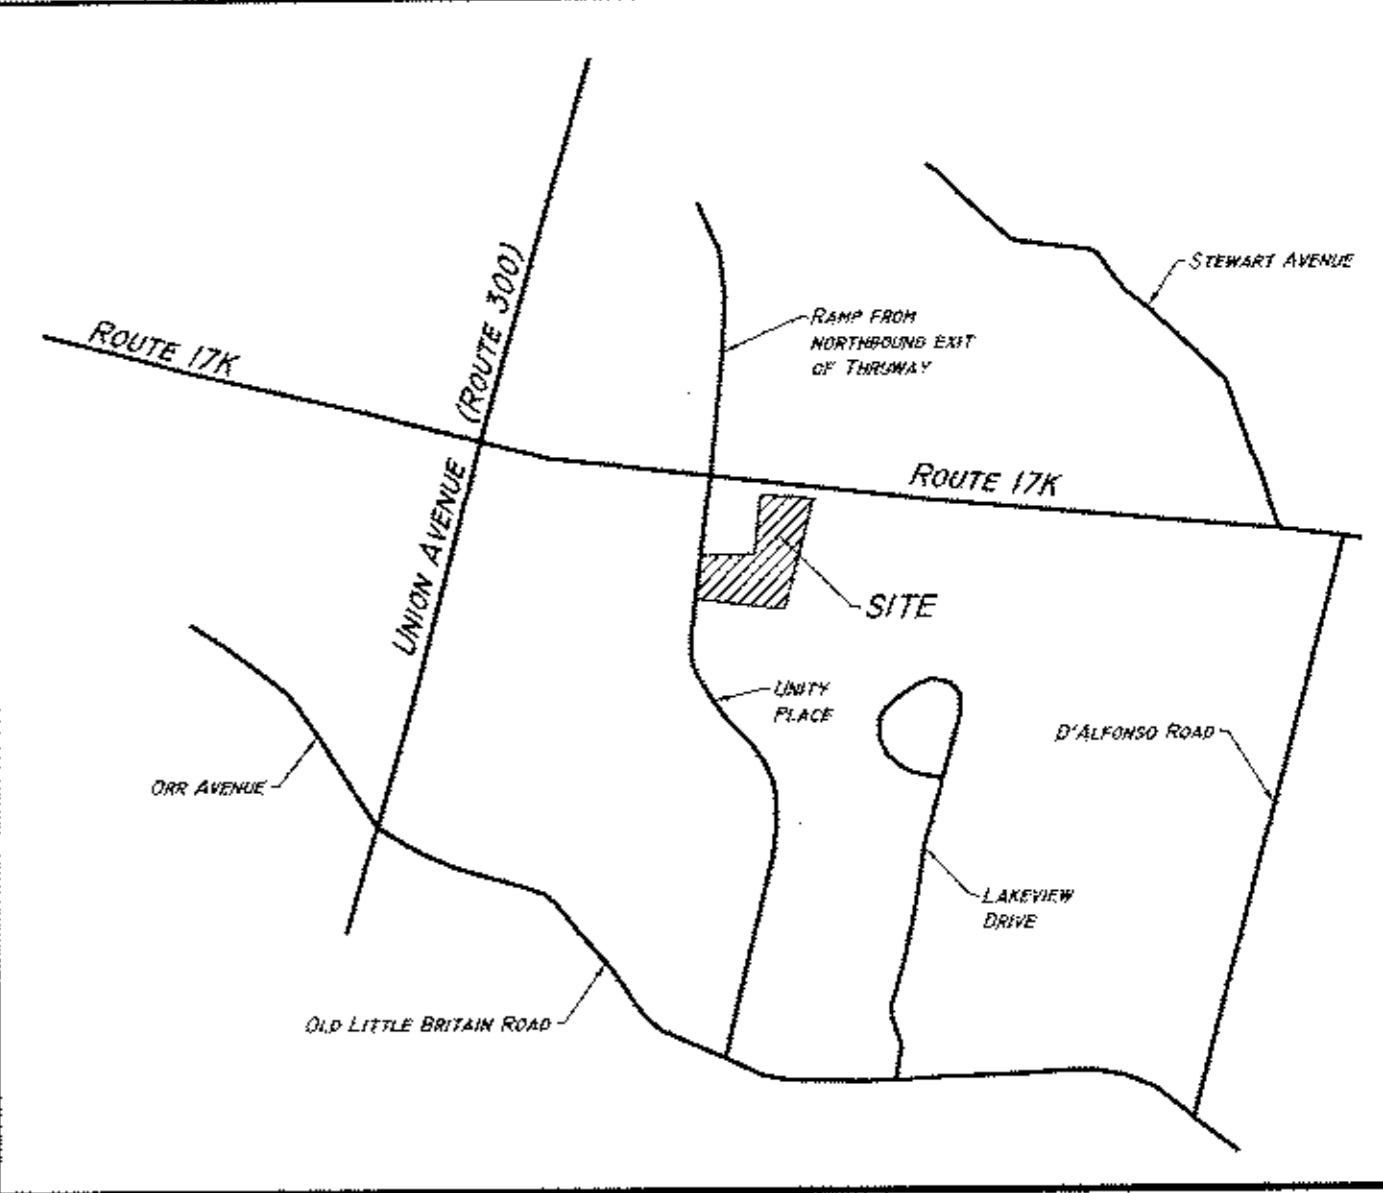 STEWART AVENUE
RAMP FROM
NORTHBOUND EXIT
OF THRUWAY
(ROUTE 300)
ROUTE 17K
ROUTE 17K
UNION AVENUE
SITE
UNITY
PLACE
D'ALFONSO ROAD
ORR AVENUE
LAKEVIEW
DRIVE
OLD LITTLE BRITAIN ROAD